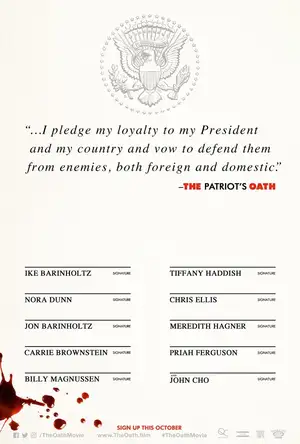 “...I pledge my loyalty to my President
and my country and vow to defend them
from enemies, both foreign and domestic.”
–THE PATRIOT’S OATH
IKE BARINHOLTZ SIGNATURE
TIFFANY HADDISH SIGNATURE
NORA DUNN SIGNATURE
CHRIS ELLIS SIGNATURE
JON BARINHOLTZ SIGNATURE
MEREDITH HAGNER SIGNATURE
CARRIE BROWNSTEIN SIGNATURE
PRIAH FERGUSON SIGNATURE
BILLY MAGNUSSEN SIGNATURE
JOHN CHO SIGNATURE
SIGN UP THIS OCTOBER
/TheOathMovie
www.TheOath.film
#TheOathMovie